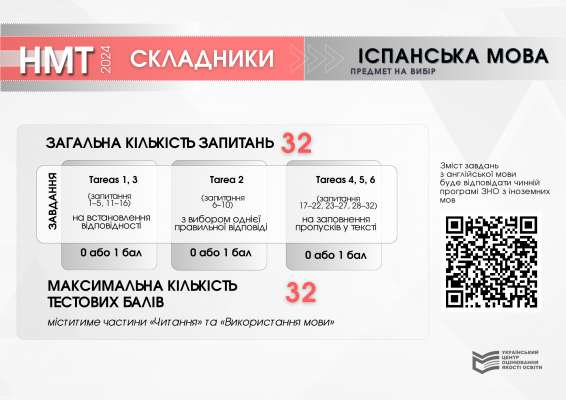 НМТ 2024 СКЛАДНИКИ
ІСПАНСЬКА МОВА
ПРЕДМЕТ НА ВИБІР
ЗАГАЛЬНА КІЛЬКІСТЬ ЗАПИТАНЬ 32
ЗАВДАННЯ
Tareas 1, 3
(запитання
1–5, 11–16)
на встановлення
відповідності
0 або 1 бал
Tarea 2
(запитання
6–10)
з вибором однієї
правильної відповіді
0 або 1 бал
Tareas 4, 5, 6
(запитання
17–22, 23–27, 28–32)
на заповнення
пропусків у тексті
0 або 1 бал
МАКСИМАЛЬНА КІЛЬКІСТЬ
ТЕСТОВИХ БАЛІВ 32
міститиме частини «Читання» та «Використання мови»
Зміст завдань
з англійської мови
буде відповідати чинній
програмі ЗНО з іноземних
мов
УКРАЇНСЬКИЙ
ЦЕНТР
ОЦІНЮВАННЯ
ЯКОСТІ ОСВІТИ